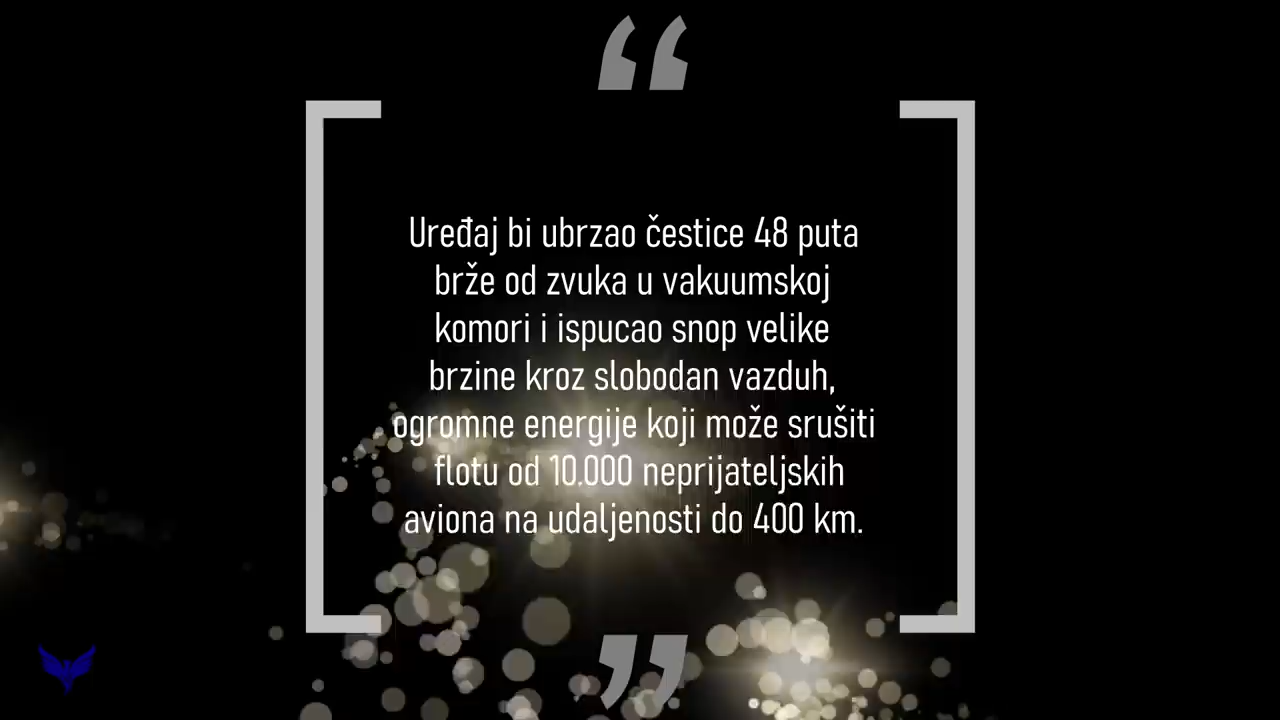 Uređaj bi ubrzao čestice 48 puta
brže od zvuka u vakuumskoj
komori i ispucao snop velike
brzine kroz slobodan vazduh,
ogromne energije koji može srušiti
flotu od 10.000 neprijateljskih
aviona na udaljenosti do 400 km.